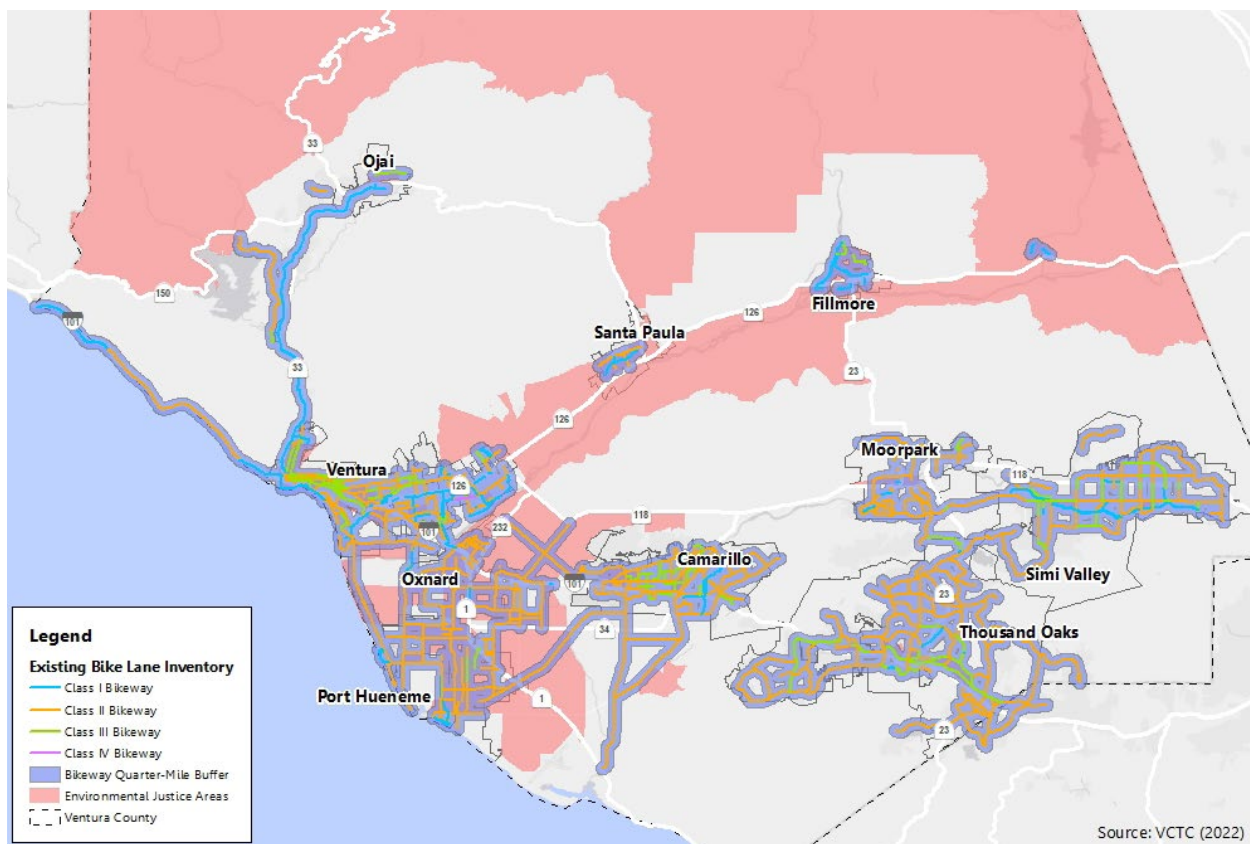 33
Ojai
150
101
126
Fillmore
Santa Paula
23
33
126
Moorpark
Ventura
118
126
232
118
101
Camarillo
Oxnard
101
Simi Valley
23
1
34
Thousand Oaks
Port Hueneme
1
23
Legend
Existing Bike Lane Inventory
Class I Bikeway
Class II Bikeway
Class III Bikeway
Class IV Bikeway
Bikeway Quarter-Mile Buffer
Environmental Justice Areas
Ventura County
Source: VCTC (2022)